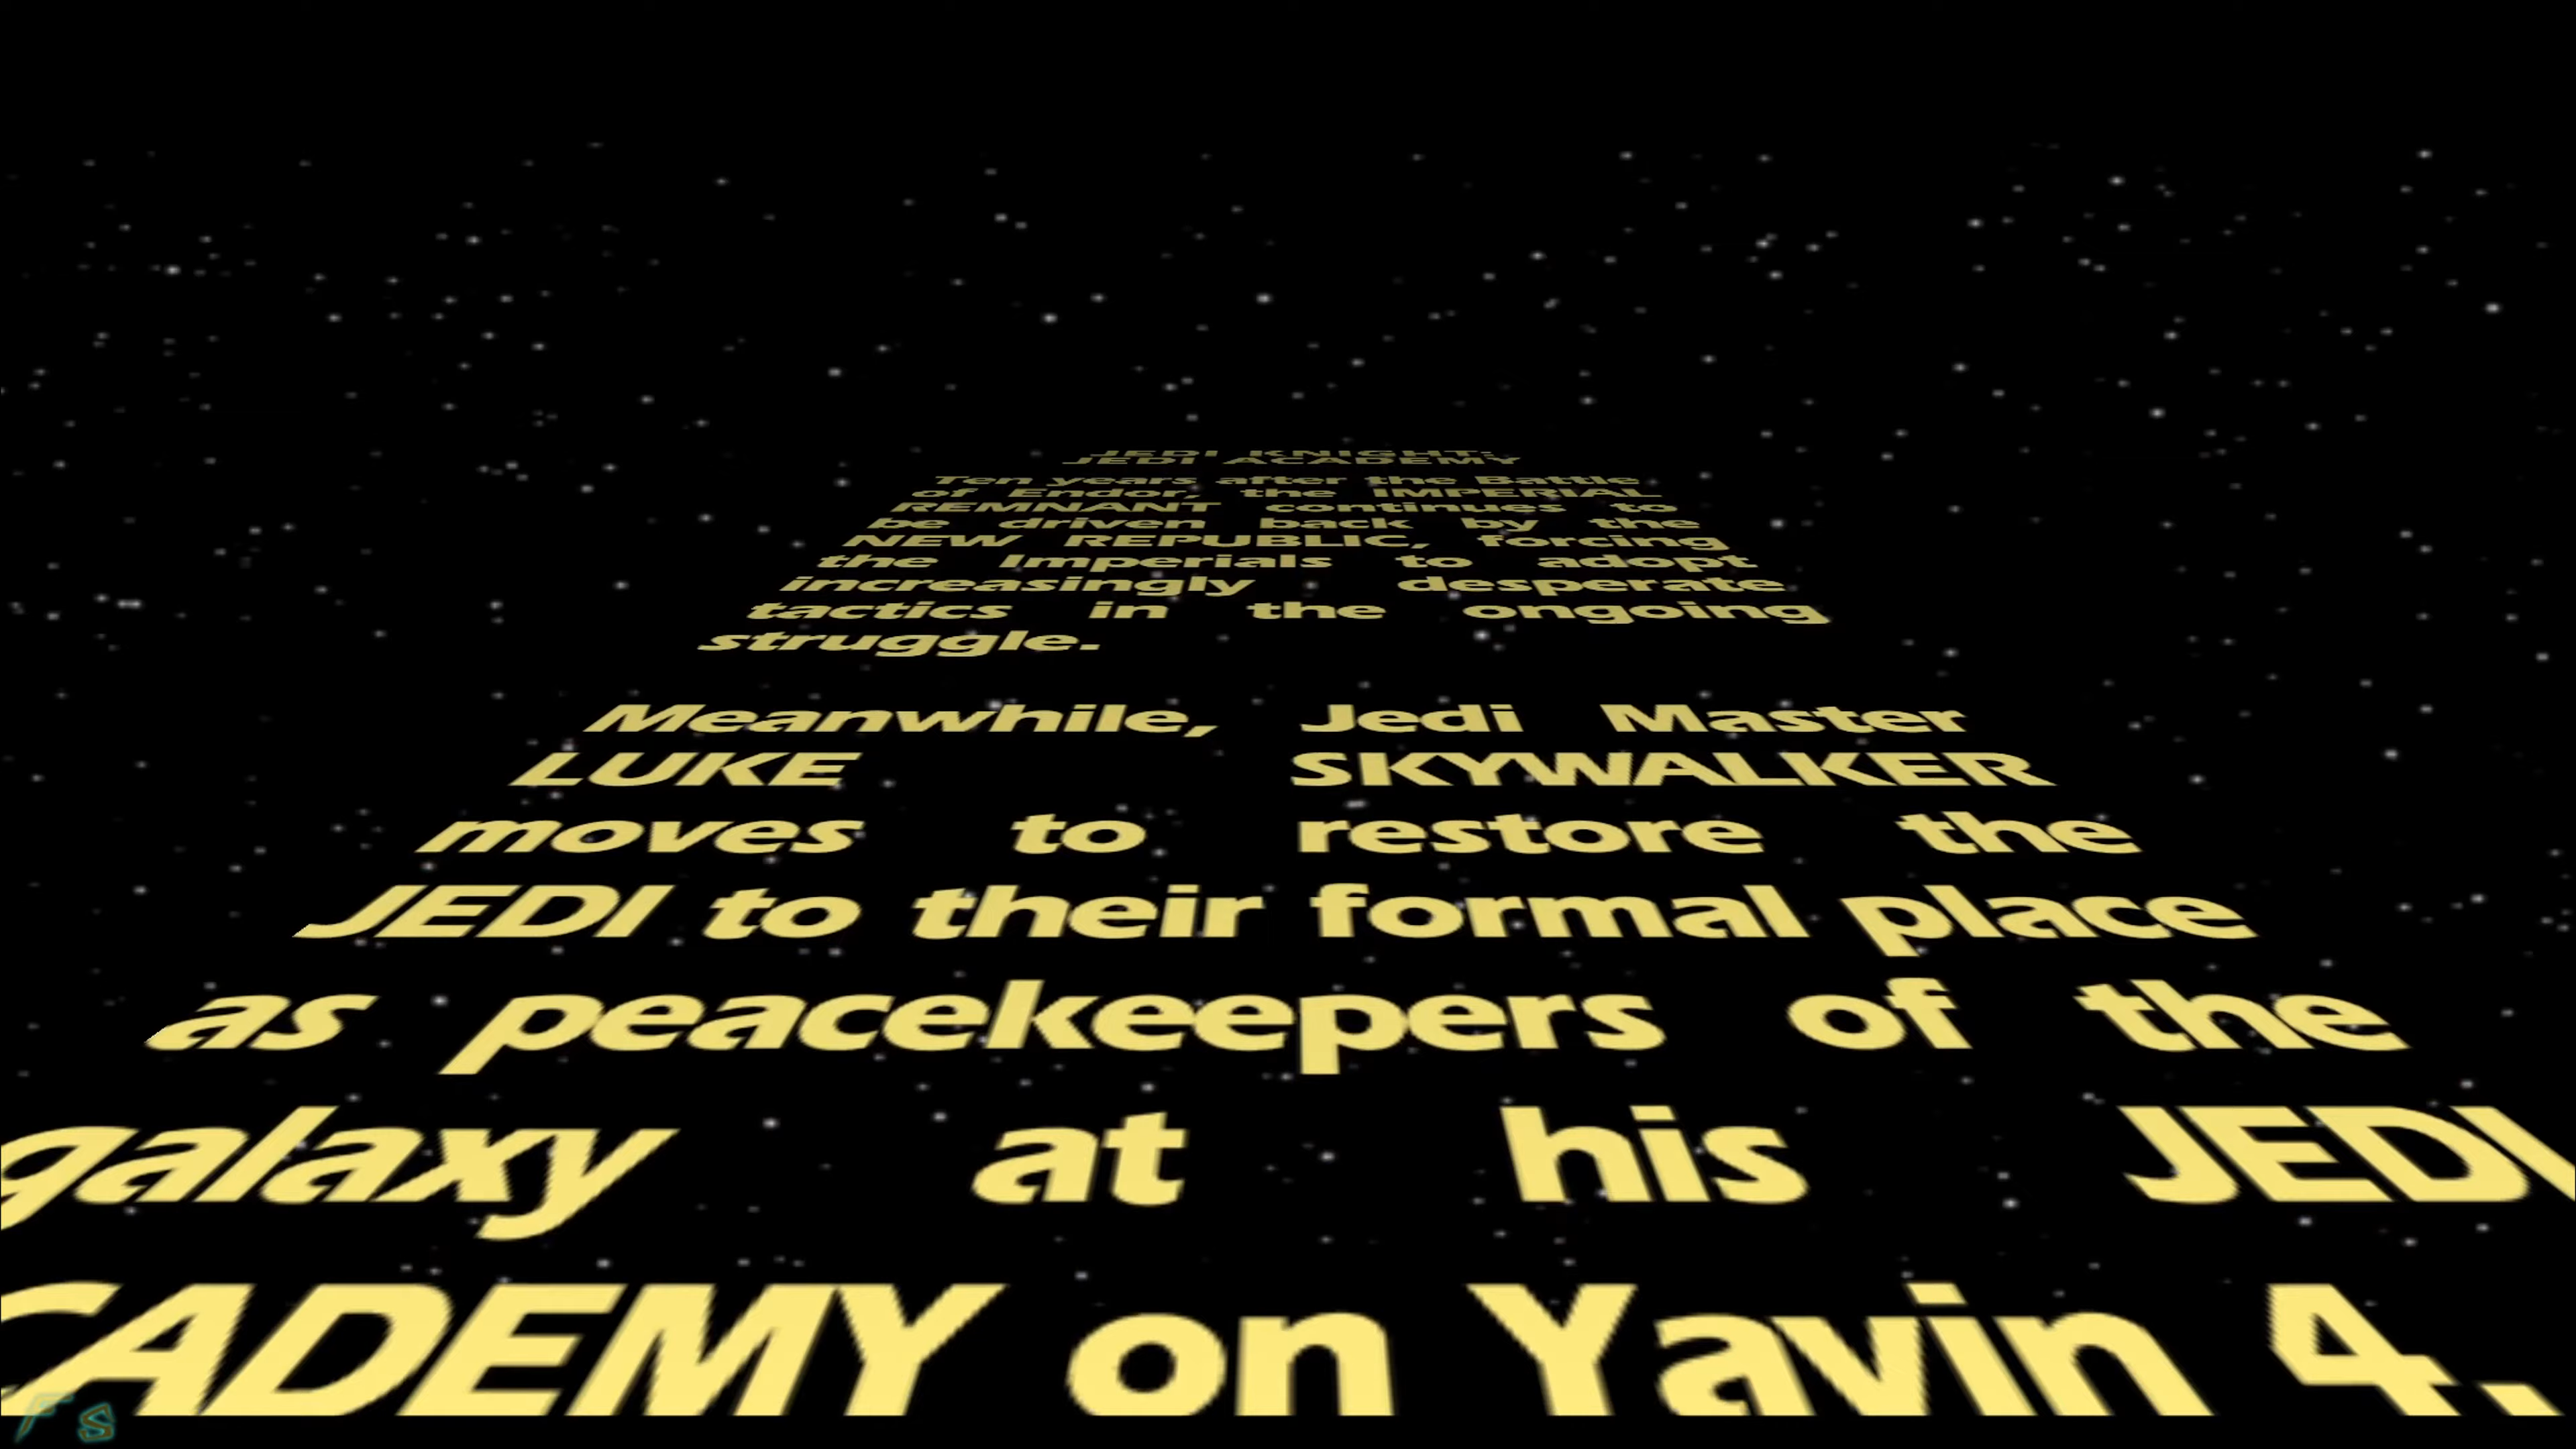 JEDI KNIGHT:
JEDI ACADEMY
Ten years after the Battle
of Endor, the IMPERIAL
REMNANT continues to
be driven back by the
NEW REPUBLIC, forcing
the Imperials to adopt
increasingly desperate
tactics in the ongoing
struggle.
Meanwhile, Jedi Master
LUKE SKYWALKER
moves to restore the
JEDI to their formal place
as peacekeepers of the
galaxy at his JEDI
CADEMY on Yavin 4.
Fs